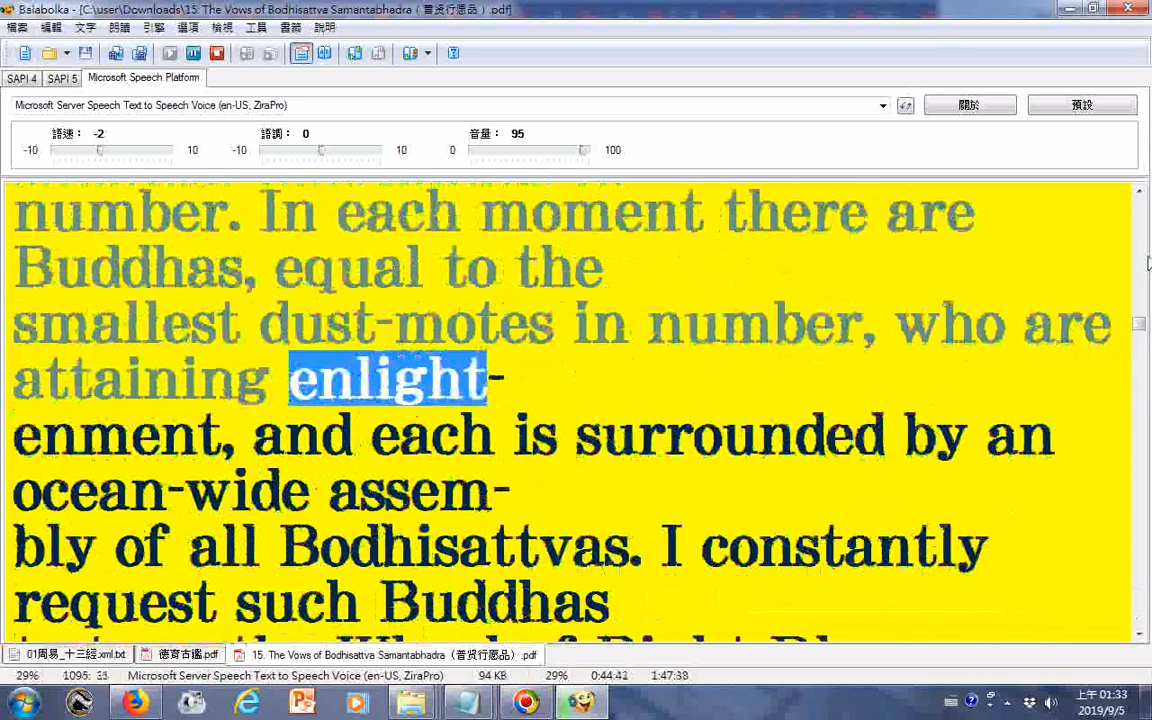 Balabolka - [C:\user\Downloads\15. The Vows of Bodhisattva Samantabhadra（普贤行愿品）.pdf]
檔案 編輯 文字 朗讀 引擎 選項 檢視 工具 書籤 說明
SAPI 4 SAPI 5 Microsoft Speech Platform
Microsoft Server Speech Text to Speech Voice (en-US, ZiraPro) 關於 預設
語速： -2 語調： 0 音量： 95
-10 10 -10 10 0 100
number. In each moment there are
Buddhas, equal to the
smallest dust-motes in number, who are
attaining enlight-
enment, and each is surrounded by an
ocean-wide assem-
bly of all Bodhisattvas. I constantly
request such Buddhas
01周易_十三經.xml.txt 德育古鑑.pdf 15. The Vows of Bodhisattva Samantabhadra（普贤行愿品）.pdf
29% Microsoft Server Speech Text to Speech Voice (en-US, ZiraPro) 94 KB 29% 0:44:42 1:47:38
上午 01:33
2019/9/5